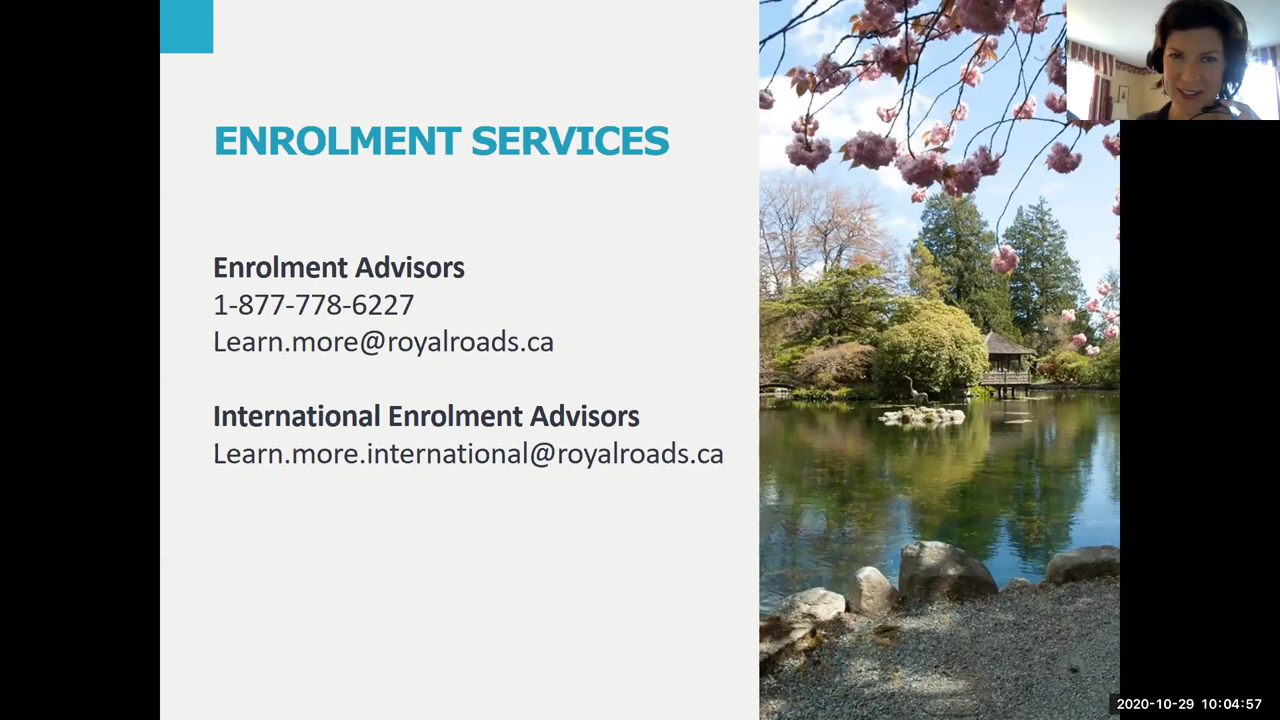 ENROLMENT SERVICES
Enrolment Advisors
1-877-778-6227
Learn.more@royalroads.ca
International Enrolment Advisors
Learn.more.international@royalroads.ca
2020-10-29 10:04:57